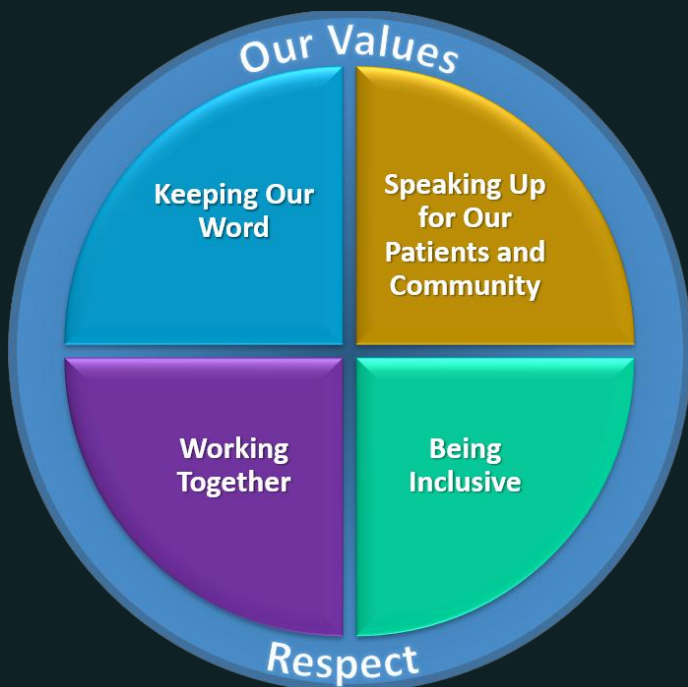 Our Values
Keeping Our
Word
Speaking Up
for Our
Patients and
Community
Working
Together
Being
Inclusive
Respect